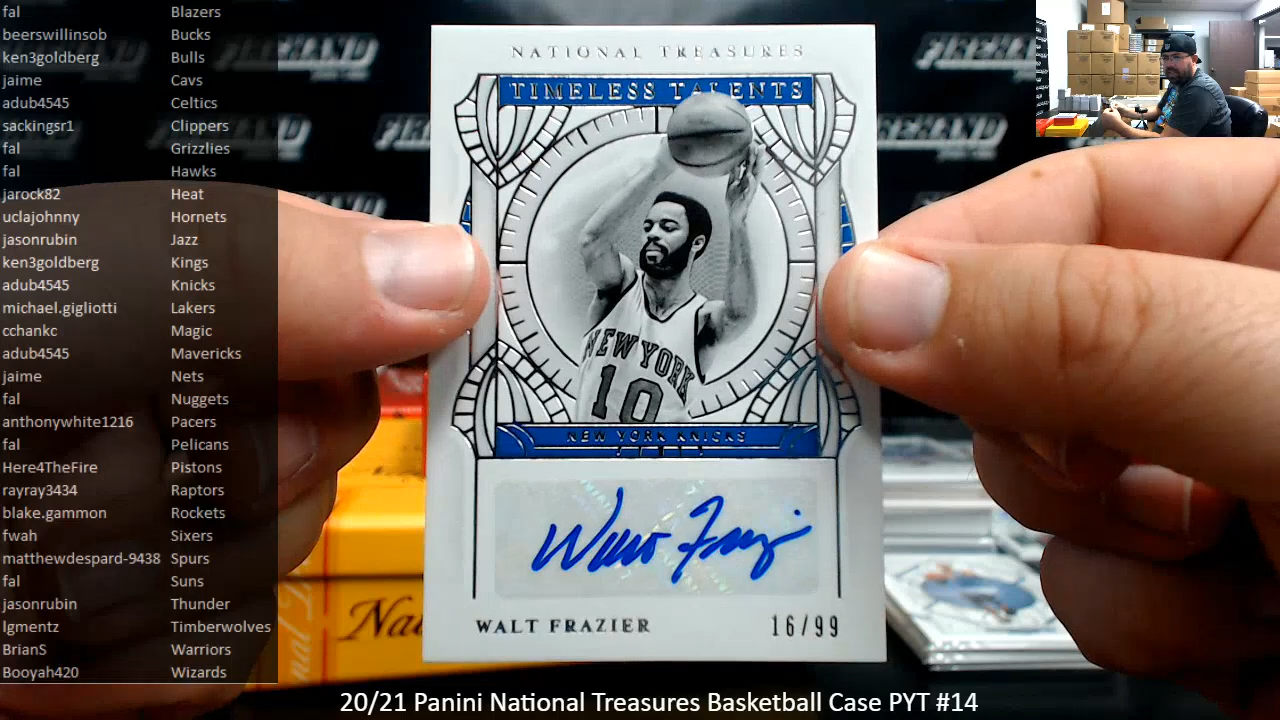 fal Blazers
beerswillinsob Bucks
ken3goldberg Bulls
jaime Cavs
adub4545 Celtics
sackingsr1 Clippers
fal Grizzlies
fal Hawks
jarock82 Heat
uclajohnny Hornets
jasonrubin Jazz
ken3goldberg Kings
adub4545 Knicks
michael.gigliotti Lakers
cchankc Magic
adub4545 Mavericks
jaime Nets
fal Nuggets
anthonywhite1216 Pacers
fal Pelicans
Here4TheFire Pistons
rayray3434 Raptors
blake.gammon Rockets
fwah Sixers
matthewdespard-9438 Spurs
fal Suns
jasonrubin Thunder
lgmentz Timberwolves
BrianS Warriors
Booyah420 Wizards
NATIONAL TREASURES
TIMELESS TALENTS
FIREHAND
NEW YORK
10
NEW YORK KNICKS
Walt Frazier
WALT FRAZIER 16/99
20/21 Panini National Treasures Basketball Case PYT #14